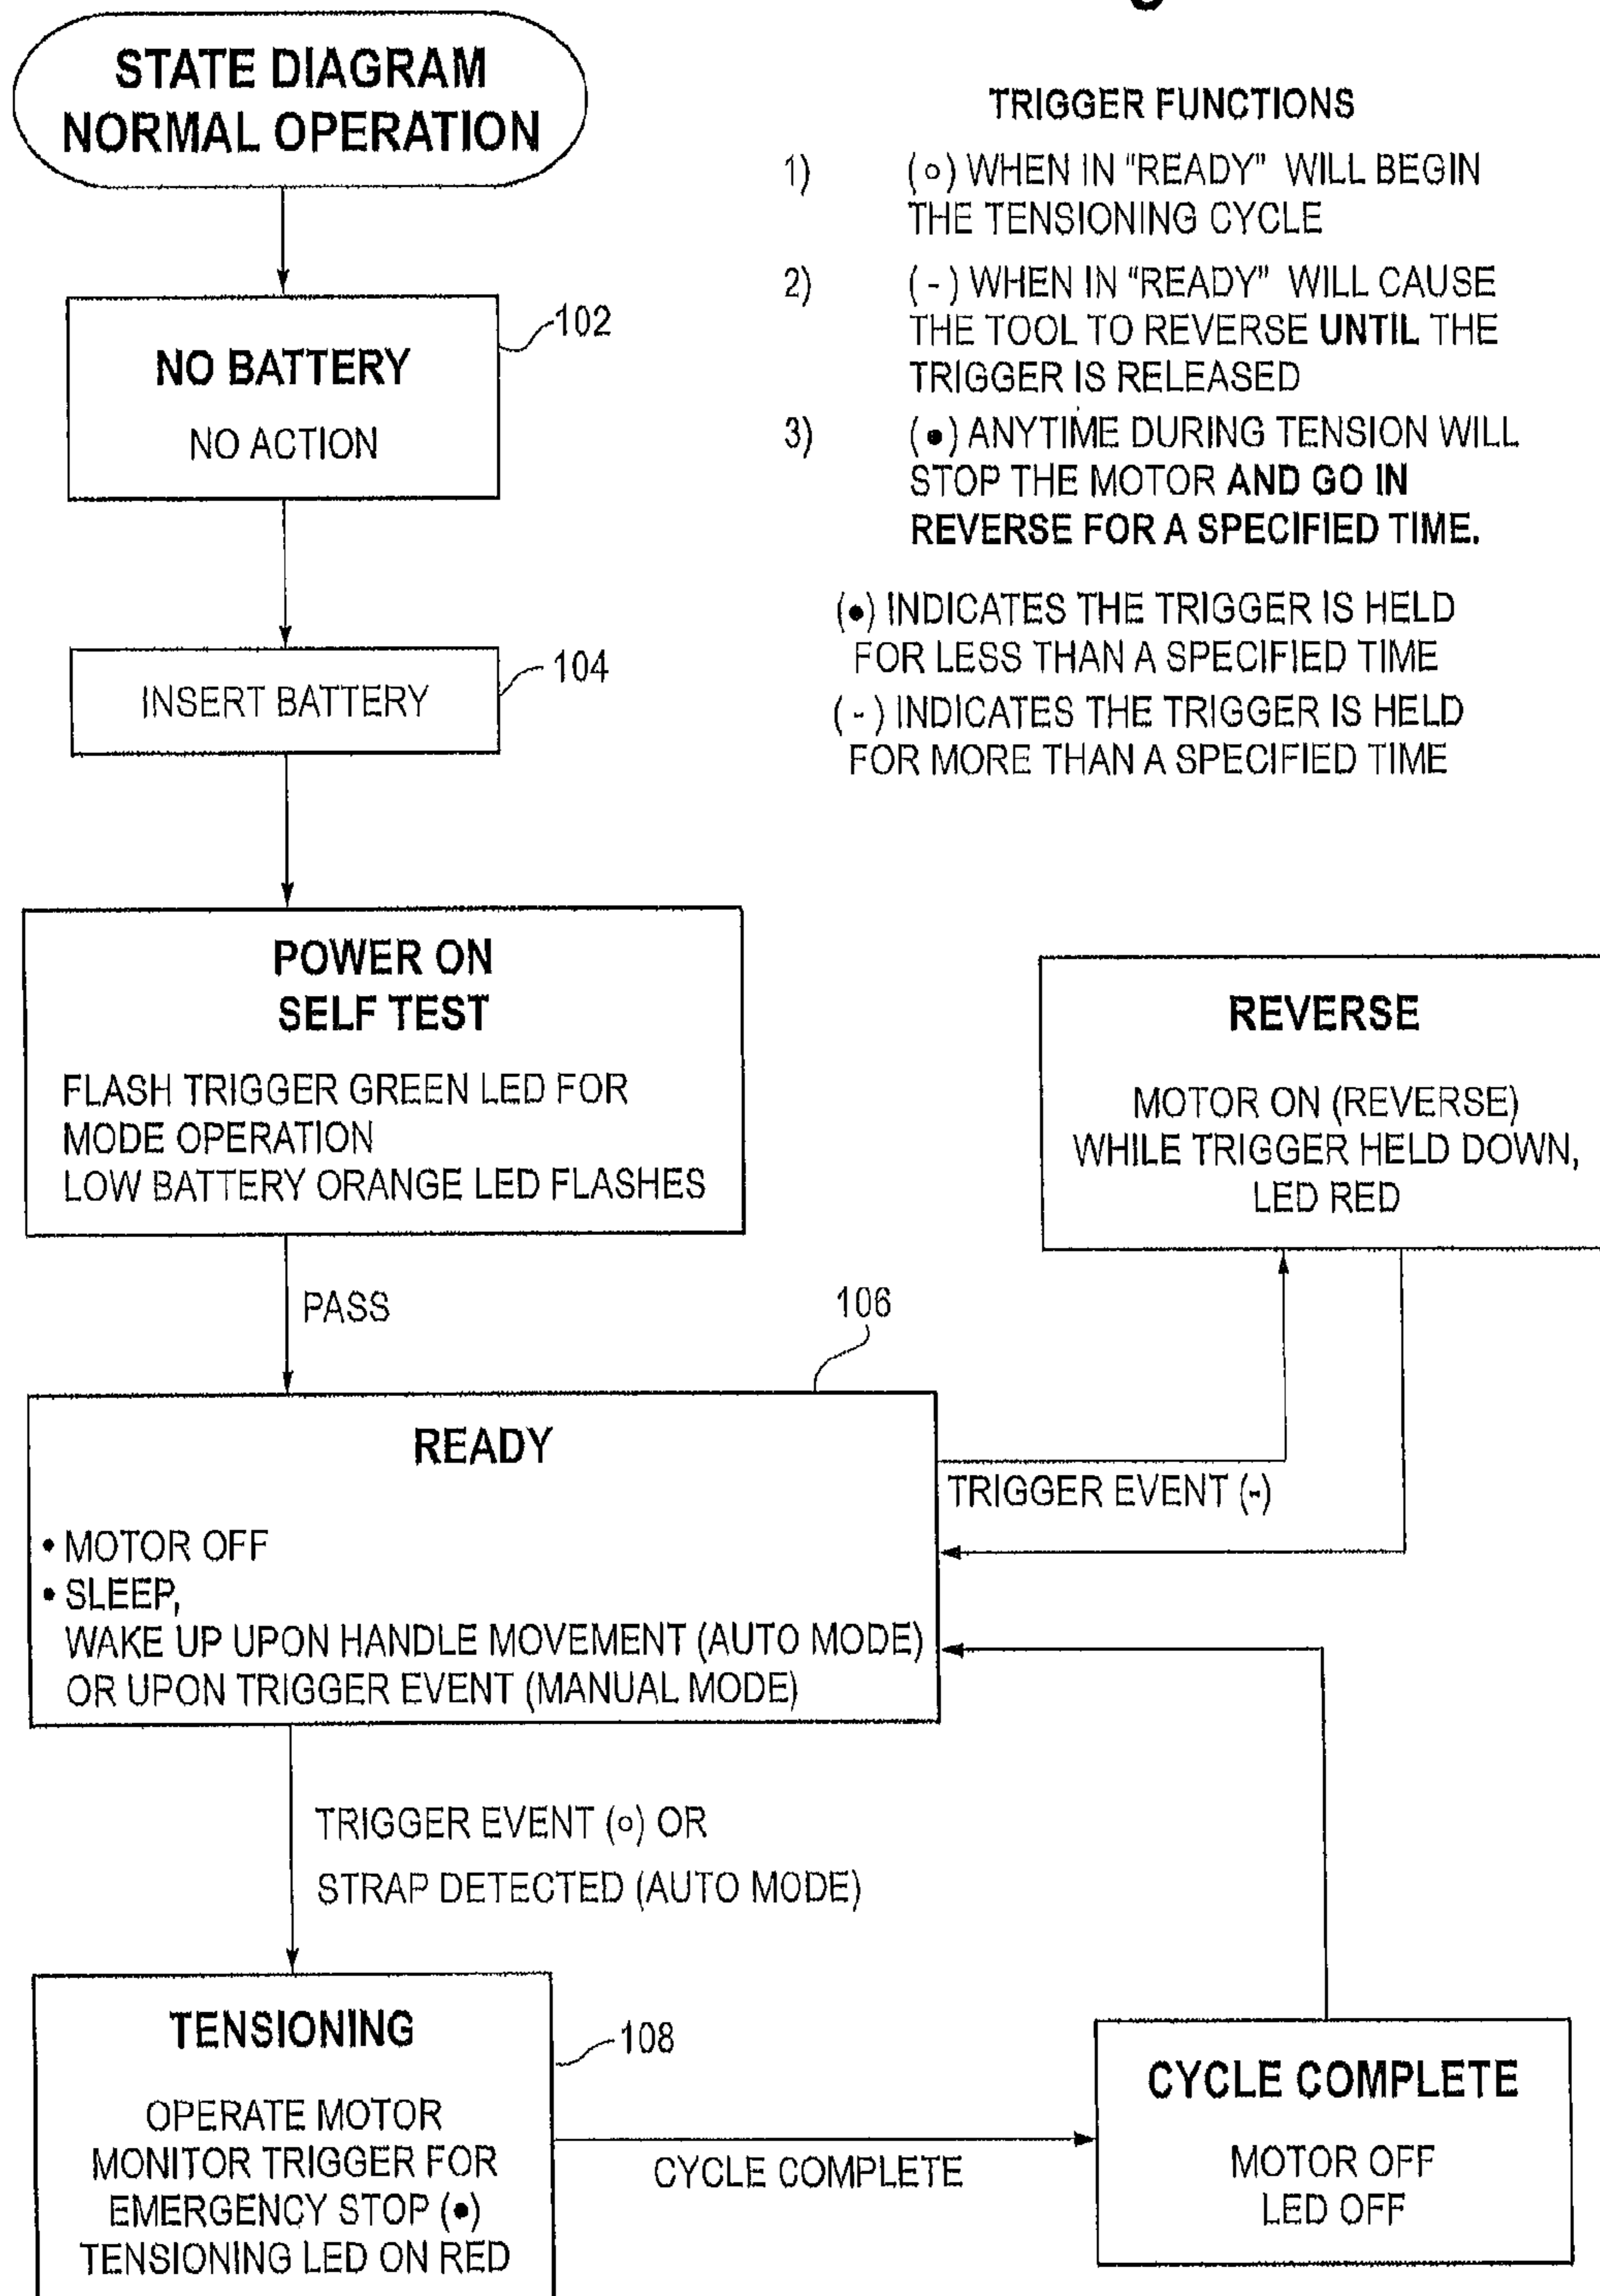 STATE DIAGRAM
NORMAL OPERATION
TRIGGER FUNCTIONS
1) (○) WHEN IN "READY" WILL BEGIN
THE TENSIONING CYCLE
2) (-) WHEN IN "READY" WILL CAUSE
THE TOOL TO REVERSE UNTIL THE
TRIGGER IS RELEASED
3) (●) ANYTIME DURING TENSION WILL
STOP THE MOTOR AND GO IN
REVERSE FOR A SPECIFIED TIME.
(●) INDICATES THE TRIGGER IS HELD
FOR LESS THAN A SPECIFIED TIME
(-) INDICATES THE TRIGGER IS HELD
FOR MORE THAN A SPECIFIED TIME
102
NO BATTERY
NO ACTION
104
INSERT BATTERY
POWER ON
SELF TEST
FLASH TRIGGER GREEN LED FOR
MODE OPERATION
LOW BATTERY ORANGE LED FLASHES
REVERSE
MOTOR ON (REVERSE)
WHILE TRIGGER HELD DOWN,
LED RED
PASS
106
READY
• MOTOR OFF
• SLEEP,
WAKE UP UPON HANDLE MOVEMENT (AUTO MODE)
OR UPON TRIGGER EVENT (MANUAL MODE)
TRIGGER EVENT (-)
TRIGGER EVENT (○) OR
STRAP DETECTED (AUTO MODE)
TENSIONING
108
OPERATE MOTOR
MONITOR TRIGGER FOR
EMERGENCY STOP (●)
TENSIONING LED ON RED
CYCLE COMPLETE
CYCLE COMPLETE
MOTOR OFF
LED OFF